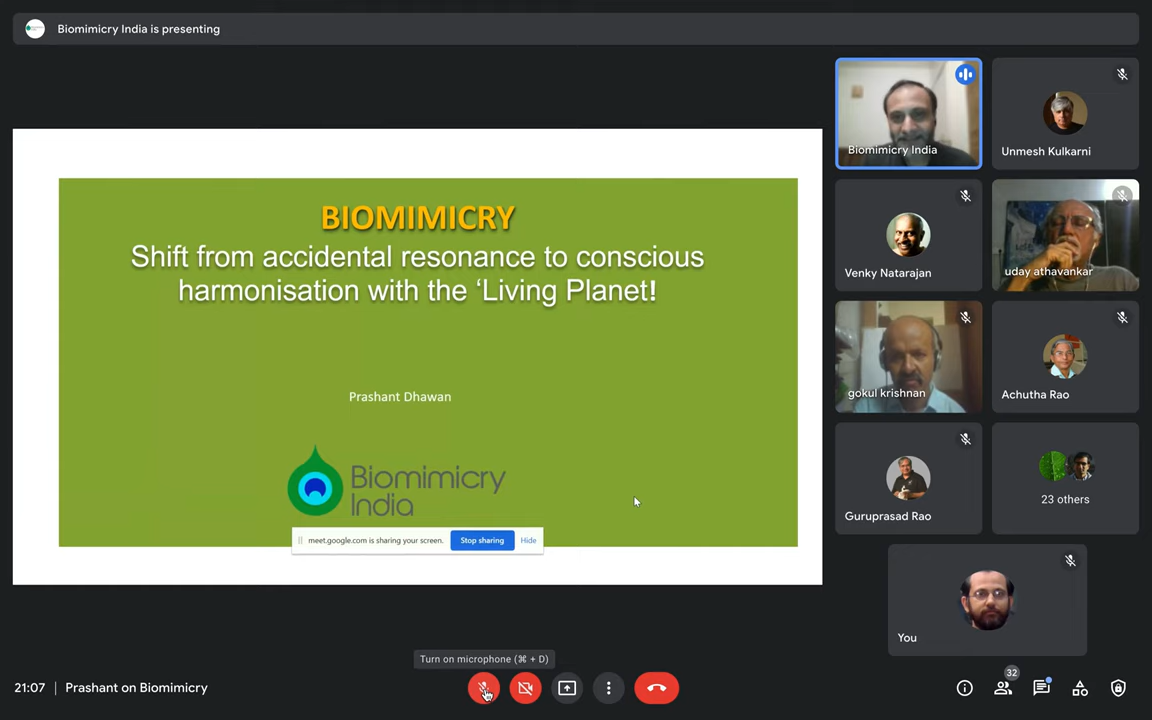 Biomimicry India is presenting
BIOMIMICRY
Shift from accidental resonance to conscious
harmonisation with the ‘Living Planet!
Prashant Dhawan
Biomimicry
India
meet.google.com is sharing your screen.
Stop sharing
Hide
Biomimicry India
Unmesh Kulkarni
Venky Natarajan
uday athavankar
gokul krishnan
Achutha Rao
Guruprasad Rao
23 others
You
Turn on microphone (⌘ + D)
21:07 | Prashant on Biomimicry
32